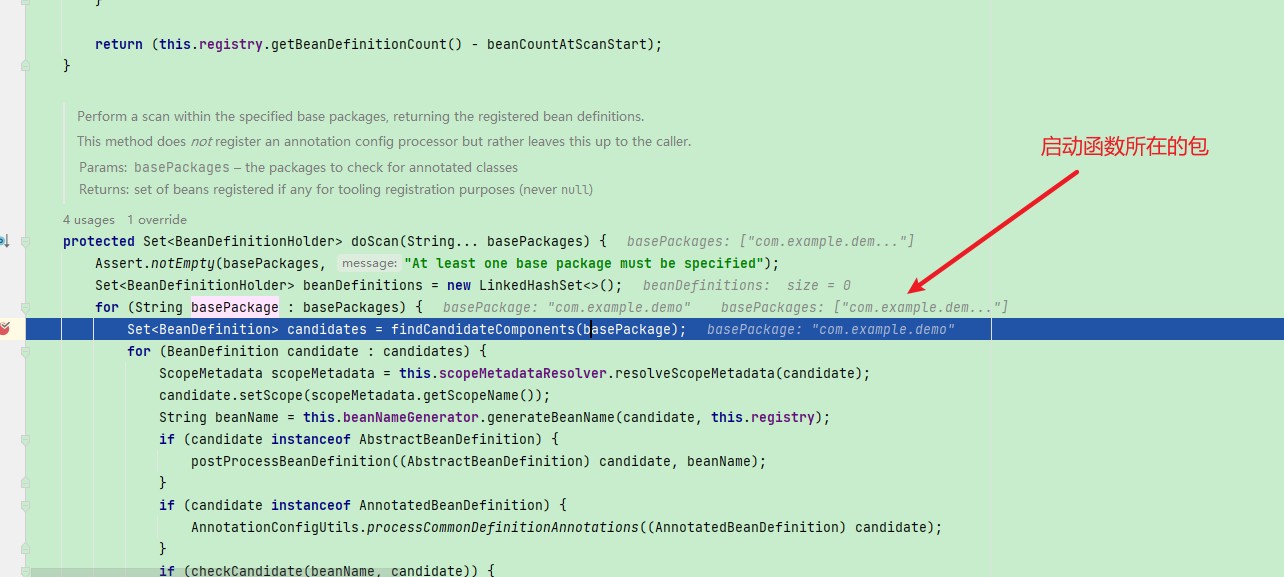 }
return (this.registry.getBeanDefinitionCount() - beanCountAtScanStart);
}
Perform a scan within the specified base packages, returning the registered bean definitions.
This method does not register an annotation config processor but rather leaves this up to the caller.
Params: basePackages – the packages to check for annotated classes
Returns: set of beans registered if any for tooling registration purposes (never null)
启动函数所在的包
4 usages 1 override
protected Set<BeanDefinitionHolder> doScan(String... basePackages) { basePackages: ["com.example.dem..."]
Assert.notEmpty(basePackages, message: "At least one base package must be specified");
Set<BeanDefinitionHolder> beanDefinitions = new LinkedHashSet<>(); beanDefinitions: size = 0
for (String basePackage : basePackages) { basePackage: "com.example.demo" basePackages: ["com.example.dem..."]
Set<BeanDefinition> candidates = findCandidateComponents(basePackage); basePackage: "com.example.demo"
for (BeanDefinition candidate : candidates) {
ScopeMetadata scopeMetadata = this.scopeMetadataResolver.resolveScopeMetadata(candidate);
candidate.setScope(scopeMetadata.getScopeName());
String beanName = this.beanNameGenerator.generateBeanName(candidate, this.registry);
if (candidate instanceof AbstractBeanDefinition) {
postProcessBeanDefinition((AbstractBeanDefinition) candidate, beanName);
}
if (candidate instanceof AnnotatedBeanDefinition) {
AnnotationConfigUtils.processCommonDefinitionAnnotations((AnnotatedBeanDefinition) candidate);
}
if (checkCandidate(beanName, candidate)) {